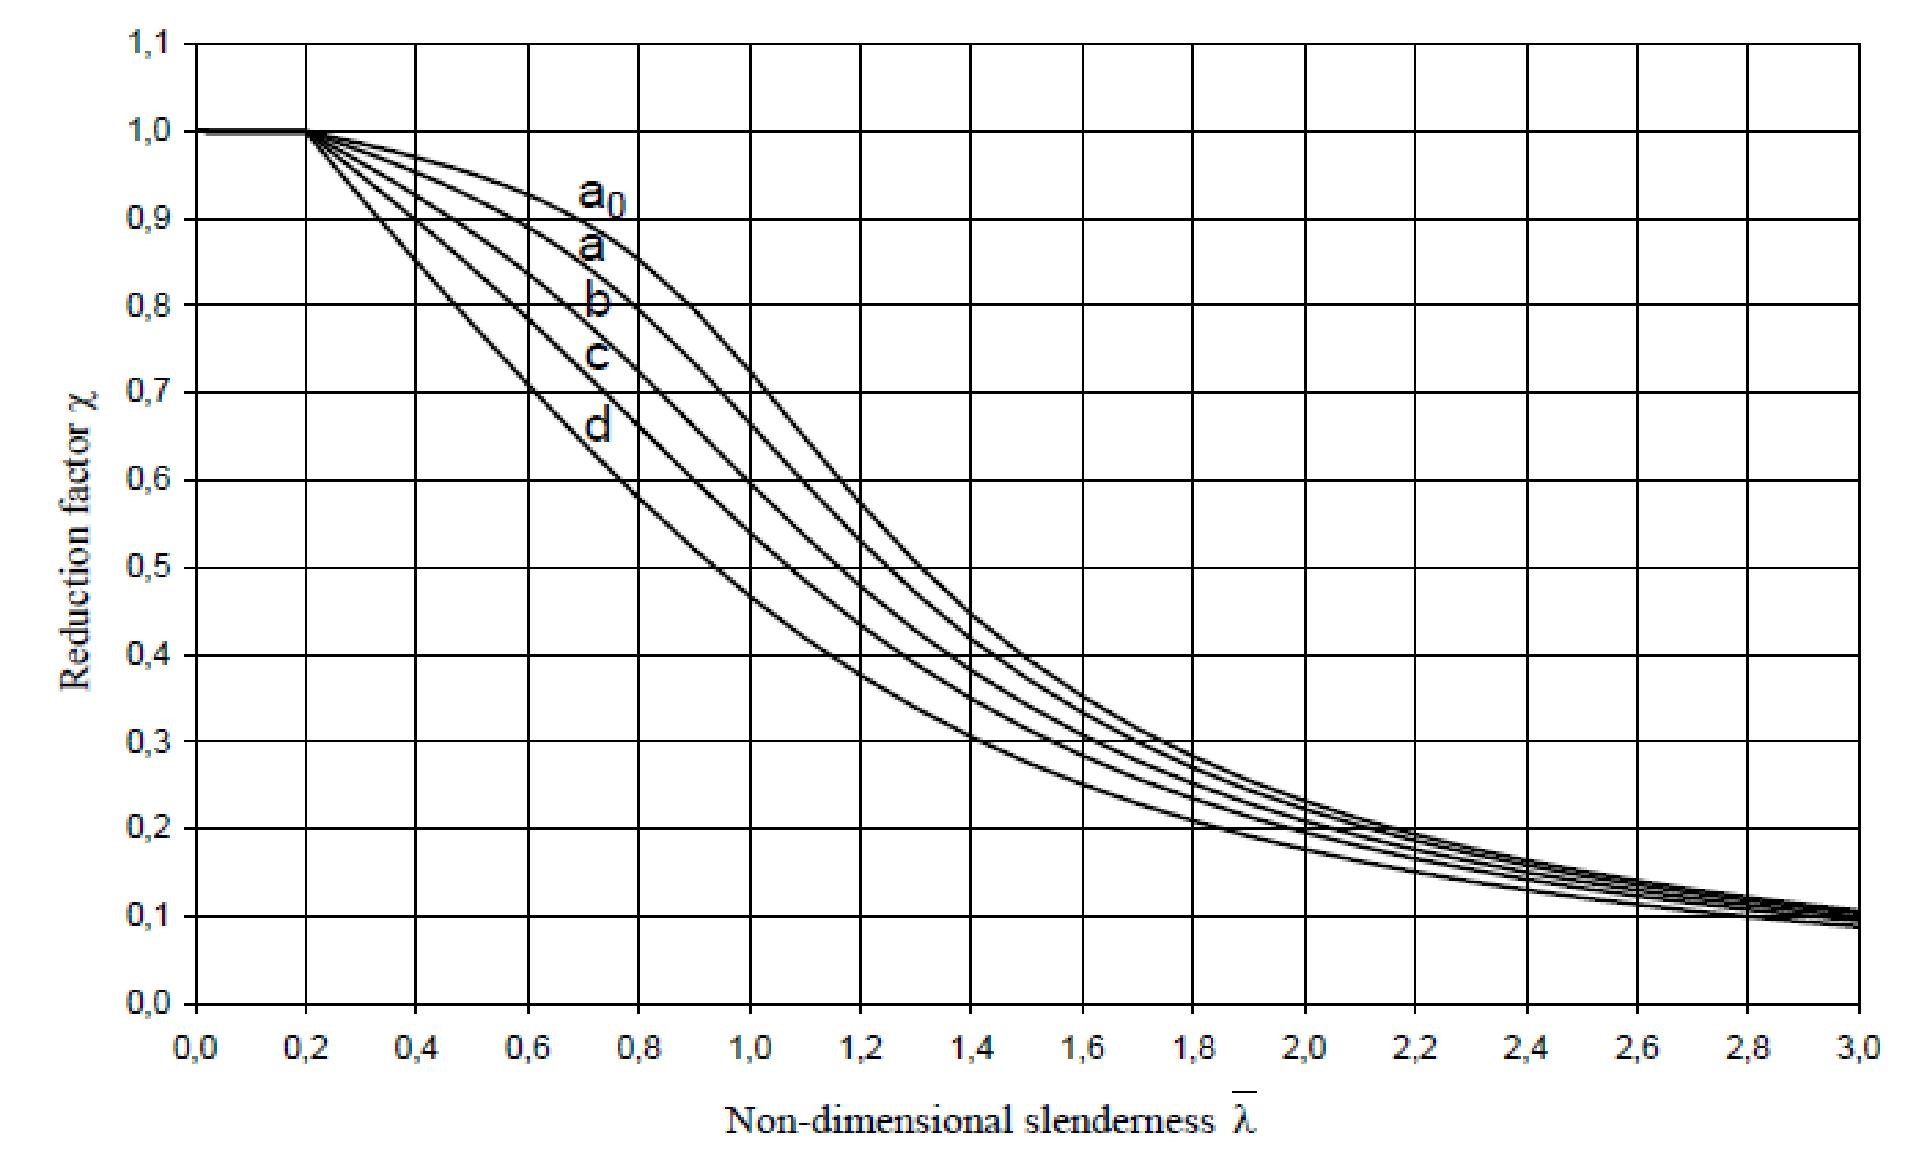 1,1
1,0
0,9
0,8
0,7
0,6
0,5
0,4
0,3
0,2
0,1
0,0
Reduction factor χ
a₀
a
b
c
d
0,0 0,2 0,4 0,6 0,8 1,0 1,2 1,4 1,6 1,8 2,0 2,2 2,4 2,6 2,8 3,0
Non-dimensional slenderness λ̅